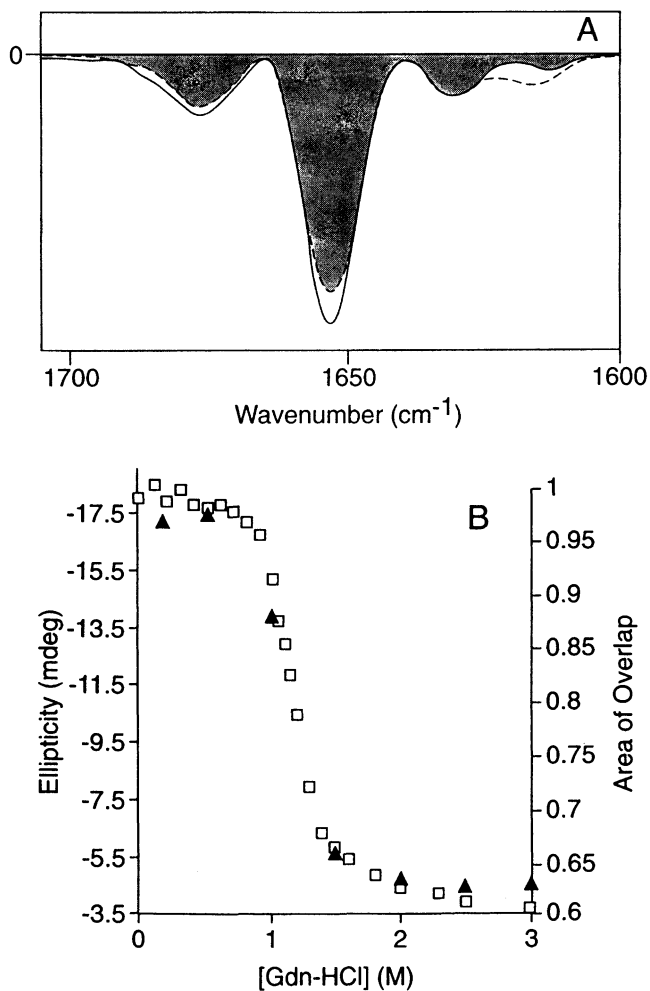 A
0
1700 1650 1600
Wavenumber (cm-1)
B
Ellipticity (mdeg)
-17.5
-15.5
-13.5
-11.5
-9.5
-7.5
-5.5
-3.5
1
0.95
0.9
0.85
0.8
0.75
0.7
0.65
0.6
Area of Overlap
0 1 2 3
[Gdn-HCl] (M)